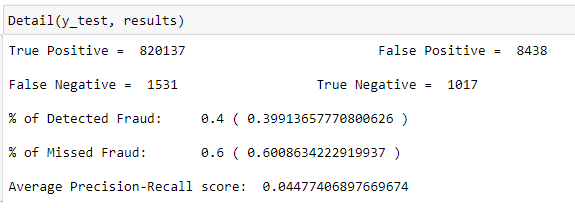 Detail(y_test, results)
True Positive =  820137                         False Positive =  8438
False Negative =  1531                  True Negative =  1017
% of Detected Fraud:     0.4 ( 0.39913657770800626 )
% of Missed Fraud:       0.6 ( 0.6008634222919937 )
Average Precision-Recall score:  0.04477406897669674